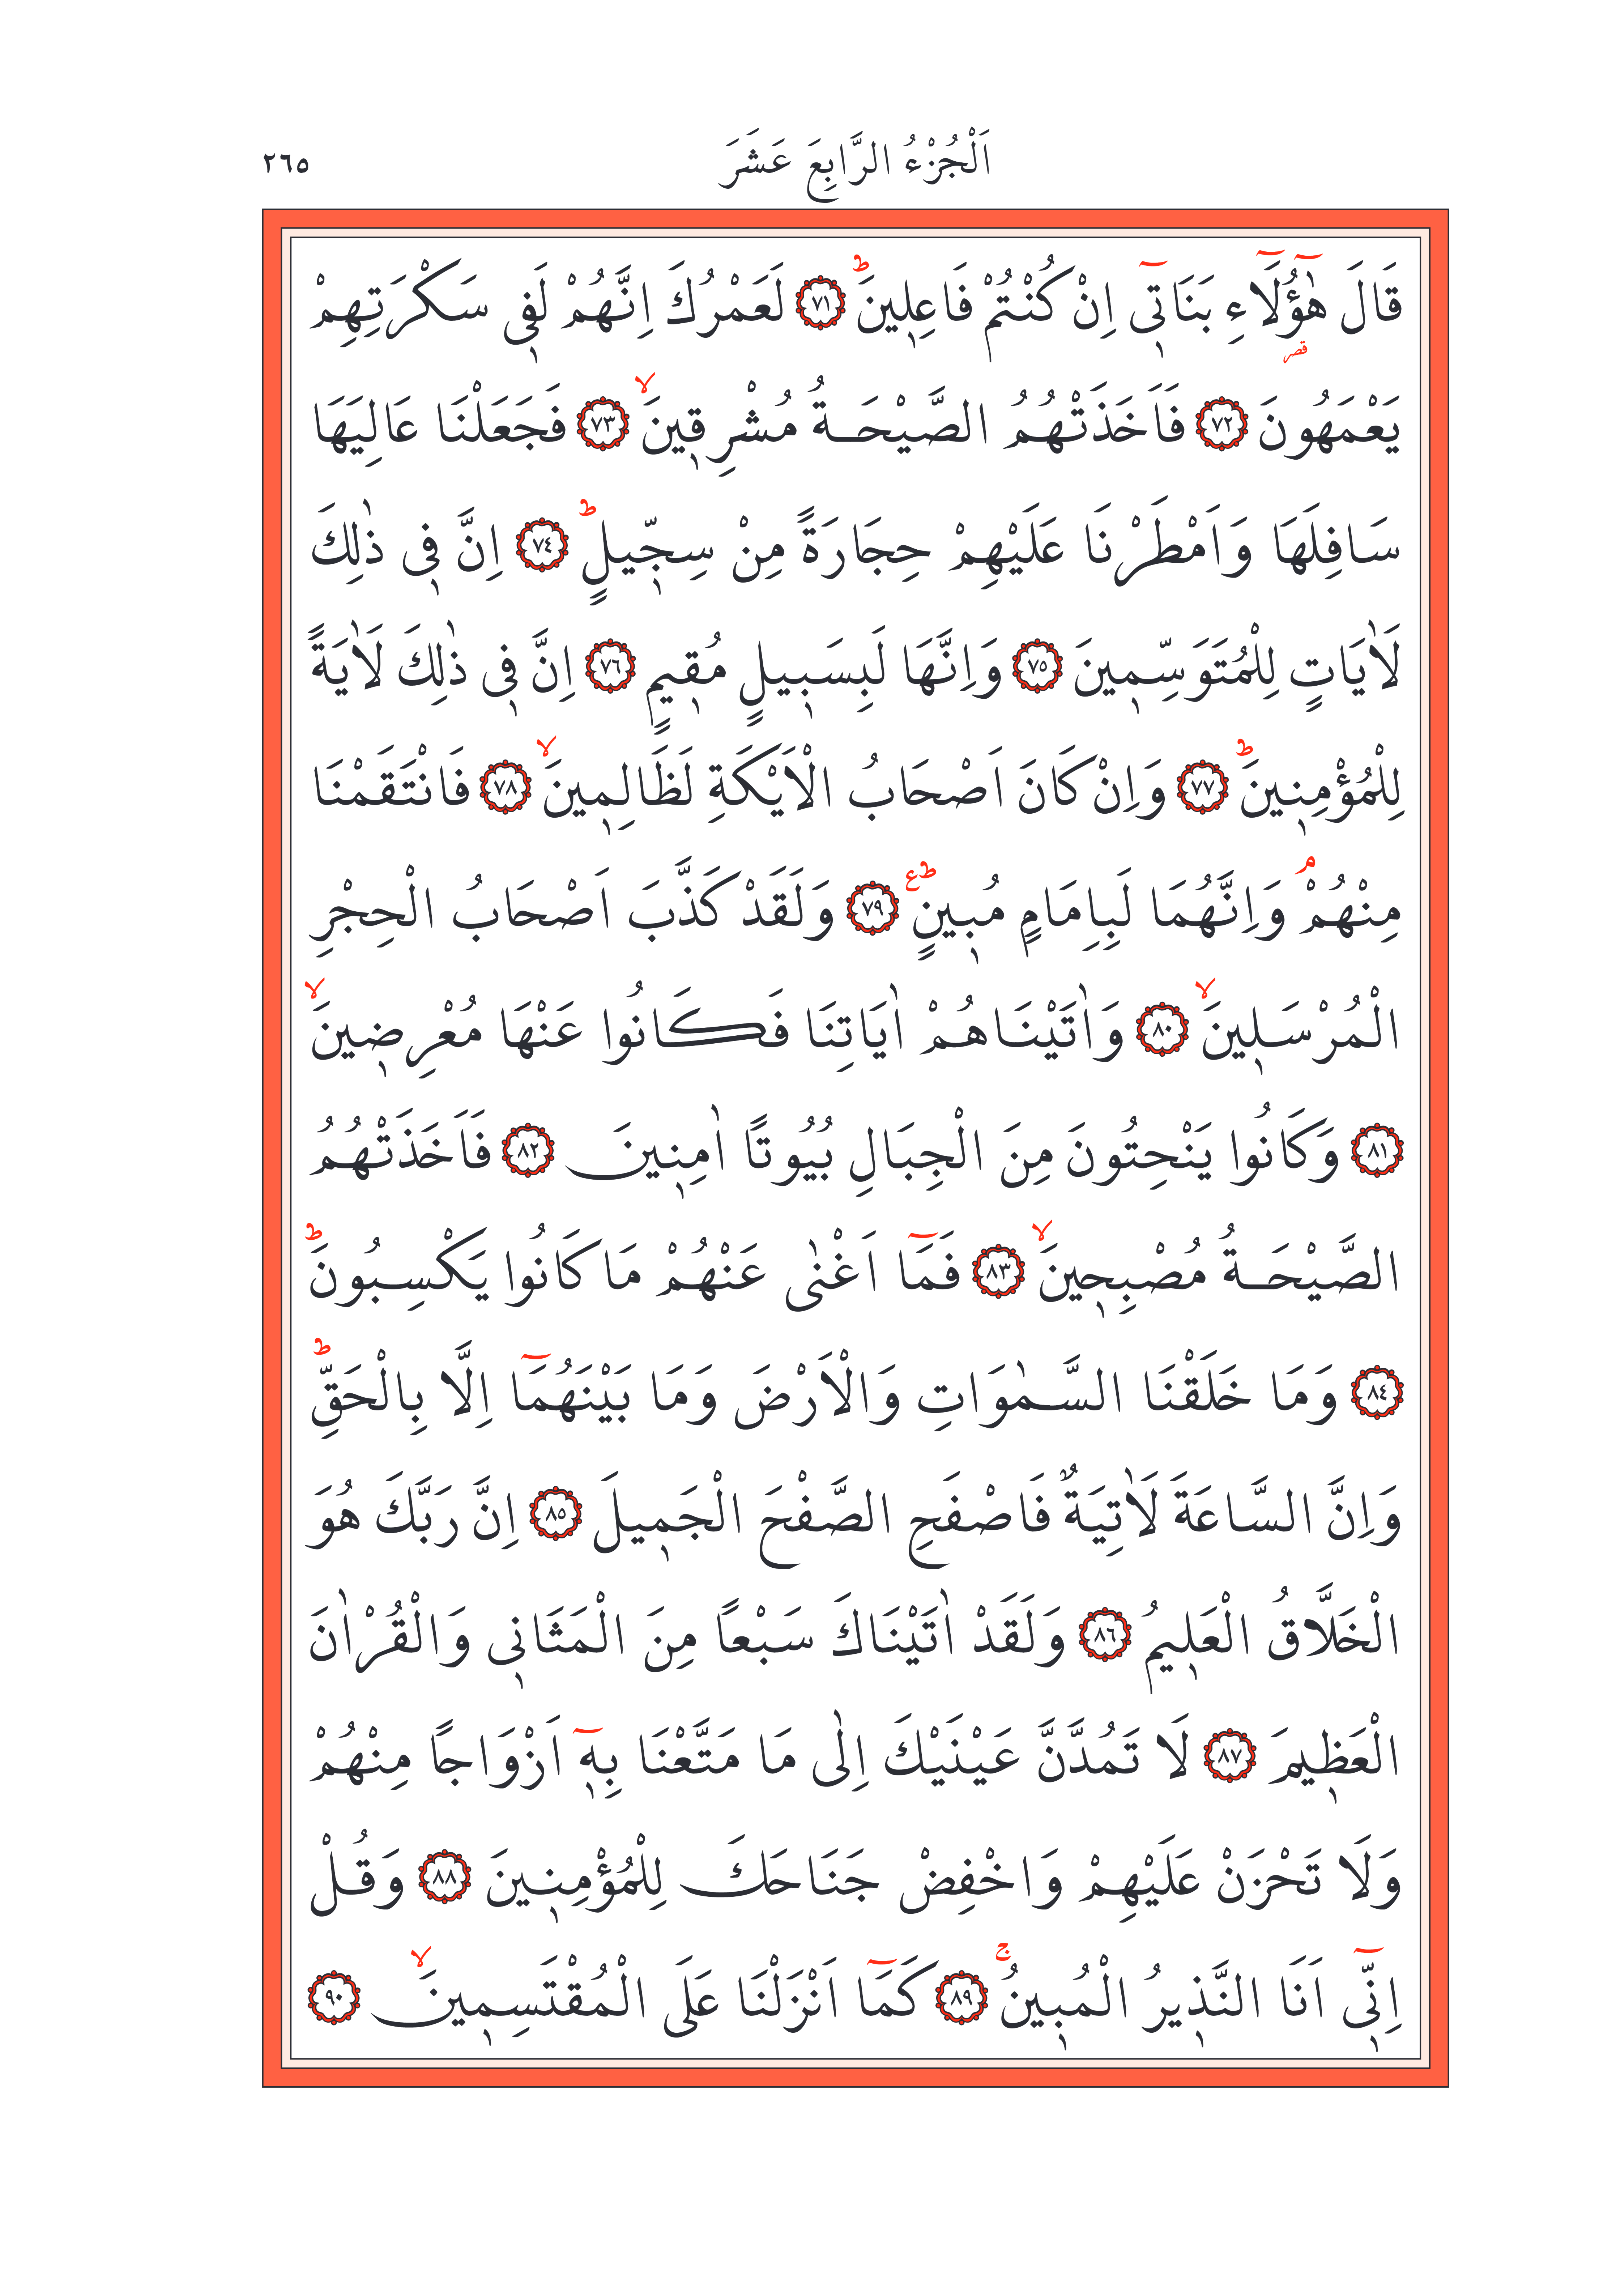 اَلْجُزْءُ الرَّابِعَ عَشَرَ ٢٦٥
قَالَ هٰٓؤُ۬لَٓاءِ بَنَات۪ٓي اِنْ كُنْتُمْ فَاعِل۪ينَۜ ﴿٧١﴾ لَعَمْرُكَ اِنَّهُمْ لَف۪ي سَكْرَتِهِمْ
قصر
يَعْمَهُونَ ﴿٧٢﴾ فَاَخَذَتْهُمُ الصَّيْحَةُ مُشْرِق۪ينَۙ ﴿٧٣﴾ فَجَعَلْنَا عَالِيَهَا
سَافِلَهَا وَاَمْطَرْنَا عَلَيْهِمْ حِجَارَةً مِنْ سِجّ۪يلٍۜ ﴿٧٤﴾ اِنَّ ف۪ي ذٰلِكَ
لَاٰيَاتٍ لِلْمُتَوَسِّم۪ينَ ﴿٧٥﴾ وَاِنَّهَا لَبِسَب۪يلٍ مُق۪يمٍ ﴿٧٦﴾ اِنَّ ف۪ي ذٰلِكَ لَاٰيَةً
لِلْمُؤْمِن۪ينَۜ ﴿٧٧﴾ وَاِنْ كَانَ اَصْحَابُ الْاَيْكَةِ لَظَالِم۪ينَۙ ﴿٧٨﴾ فَانْتَقَمْنَا
مِنْهُمْۢ وَاِنَّهُمَا لَبِاِمَامٍ مُب۪ينٍۜ ع ﴿٧٩﴾ وَلَقَدْ كَذَّبَ اَصْحَابُ الْحِجْرِ
الْمُرْسَل۪ينَۙ ﴿٨٠﴾ وَاٰتَيْنَاهُمْ اٰيَاتِنَا فَكَانُوا عَنْهَا مُعْرِض۪ينَۙ
﴿٨١﴾ وَكَانُوا يَنْحِتُونَ مِنَ الْجِبَالِ بُيُوتًا اٰمِن۪ينَ ﴿٨٢﴾ فَاَخَذَتْهُمُ
الصَّيْحَةُ مُصْبِح۪ينَۙ ﴿٨٣﴾ فَمَٓا اَغْنٰى عَنْهُمْ مَا كَانُوا يَكْسِبُونَۜ
﴿٨٤﴾ وَمَا خَلَقْنَا السَّمٰوَاتِ وَالْاَرْضَ وَمَا بَيْنَهُمَٓا اِلَّا بِالْحَقِّۜ
وَاِنَّ السَّاعَةَ لَاٰتِيَةٌ فَاصْفَحِ الصَّفْحَ الْجَم۪يلَ ﴿٨٥﴾ اِنَّ رَبَّكَ هُوَ
الْخَلَّاقُ الْعَل۪يمُ ﴿٨٦﴾ وَلَقَدْ اٰتَيْنَاكَ سَبْعًا مِنَ الْمَثَان۪ي وَالْقُرْاٰنَ
الْعَظ۪يمَ ﴿٨٧﴾ لَا تَمُدَّنَّ عَيْنَيْكَ اِلٰى مَا مَتَّعْنَا بِه۪ٓ اَزْوَاجًا مِنْهُمْ
وَلَا تَحْزَنْ عَلَيْهِمْ وَاخْفِضْ جَنَاحَكَ لِلْمُؤْمِن۪ينَ ﴿٨٨﴾ وَقُلْ
اِنّ۪ٓي اَنَا النَّذ۪يرُ الْمُب۪ينُۚ ﴿٨٩﴾ كَمَٓا اَنْزَلْنَا عَلَى الْمُقْتَسِم۪ينَۙ ﴿٩٠﴾